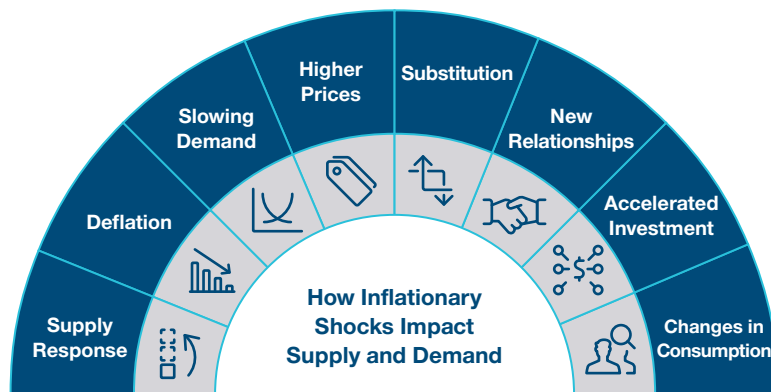 Supply
Response
Deflation
Slowing
Demand
Higher
Prices
Substitution
New
Relationships
Accelerated
Investment
Changes in
Consumption
How Inflationary
Shocks Impact
Supply and Demand